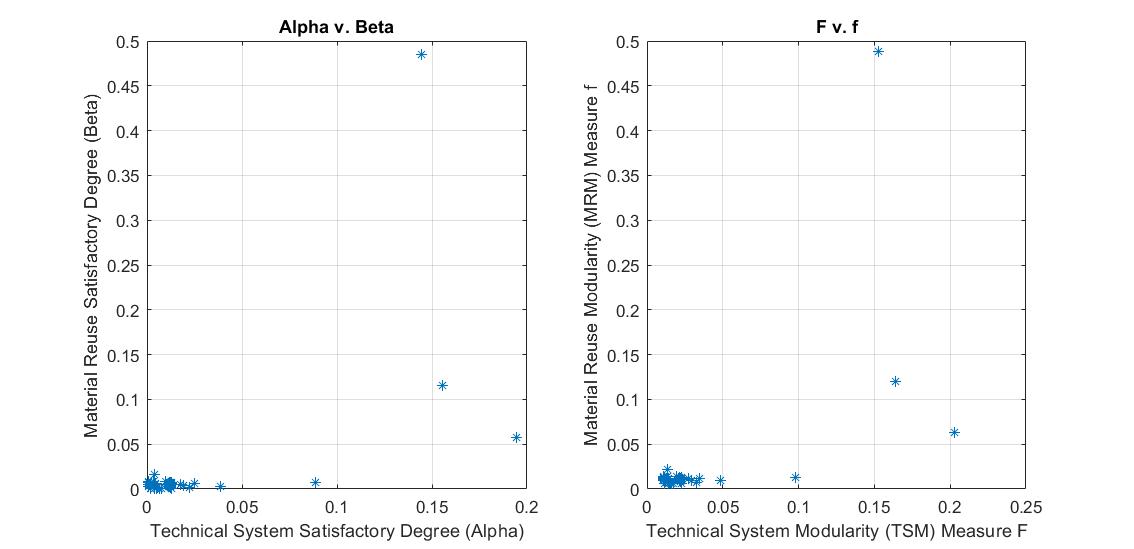 Alpha v. Beta
Material Reuse Satisfactory Degree (Beta)
0.5
0.45
0.4
0.35
0.3
0.25
0.2
0.15
0.1
0.05
0
0 0.05 0.1 0.15 0.2
Technical System Satisfactory Degree (Alpha)
F v. f
Material Reuse Modularity (MRM) Measure f
0.5
0.45
0.4
0.35
0.3
0.25
0.2
0.15
0.1
0.05
0
0 0.05 0.1 0.15 0.2 0.25
Technical System Modularity (TSM) Measure F